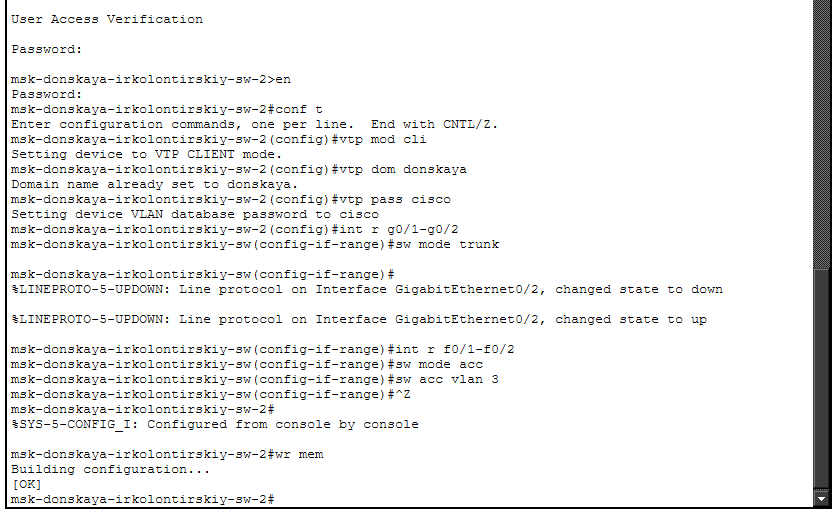 User Access Verification
Password:
msk-donskaya-irkolontirskiy-sw-2>en
Password:
msk-donskaya-irkolontirskiy-sw-2#conf t
Enter configuration commands, one per line.  End with CNTL/Z.
msk-donskaya-irkolontirskiy-sw-2(config)#vtp mod cli
Setting device to VTP CLIENT mode.
msk-donskaya-irkolontirskiy-sw-2(config)#vtp dom donskaya
Domain name already set to donskaya.
msk-donskaya-irkolontirskiy-sw-2(config)#vtp pass cisco
Setting device VLAN database password to cisco
msk-donskaya-irkolontirskiy-sw-2(config)#int r g0/1-g0/2
msk-donskaya-irkolontirskiy-sw(config-if-range)#sw mode trunk
msk-donskaya-irkolontirskiy-sw(config-if-range)#
%LINEPROTO-5-UPDOWN: Line protocol on Interface GigabitEthernet0/2, changed state to down
%LINEPROTO-5-UPDOWN: Line protocol on Interface GigabitEthernet0/2, changed state to up
msk-donskaya-irkolontirskiy-sw(config-if-range)#int r f0/1-f0/2
msk-donskaya-irkolontirskiy-sw(config-if-range)#sw mode acc
msk-donskaya-irkolontirskiy-sw(config-if-range)#sw acc vlan 3
msk-donskaya-irkolontirskiy-sw(config-if-range)#^Z
msk-donskaya-irkolontirskiy-sw-2#
%SYS-5-CONFIG_I: Configured from console by console
msk-donskaya-irkolontirskiy-sw-2#wr mem
Building configuration...
[OK]
msk-donskaya-irkolontirskiy-sw-2#